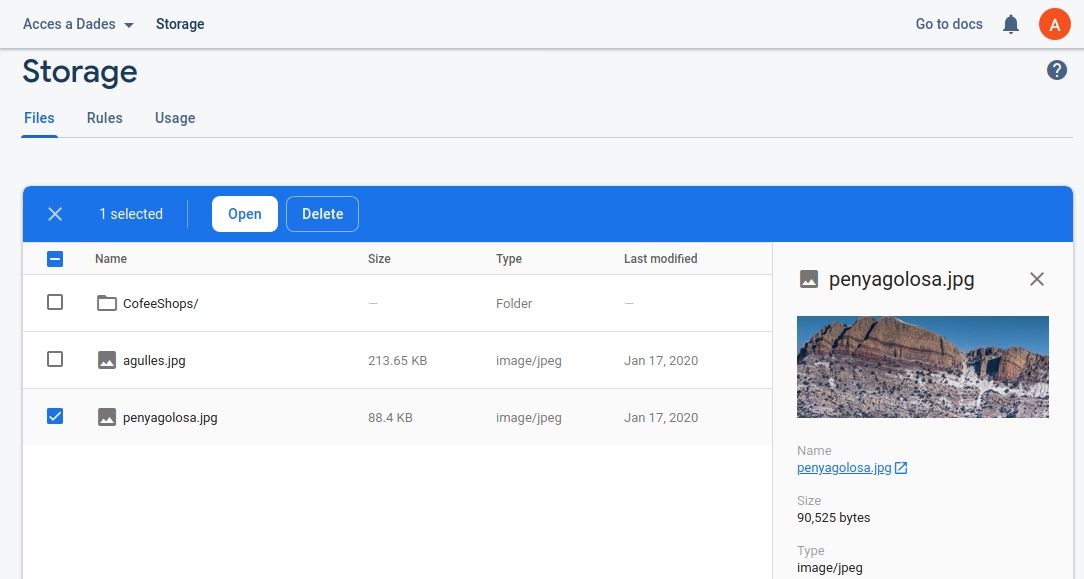 Acces a Dades Storage Go to docs A
Storage ?
Files Rules Usage
1 selected Open Delete
Name Size Type Last modified
CofeeShops/ — Folder —
agulles.jpg 213.65 KB image/jpeg Jan 17, 2020
penyagolosa.jpg 88.4 KB image/jpeg Jan 17, 2020
penyagolosa.jpg
Name
penyagolosa.jpg
Size
90,525 bytes
Type
image/jpeg